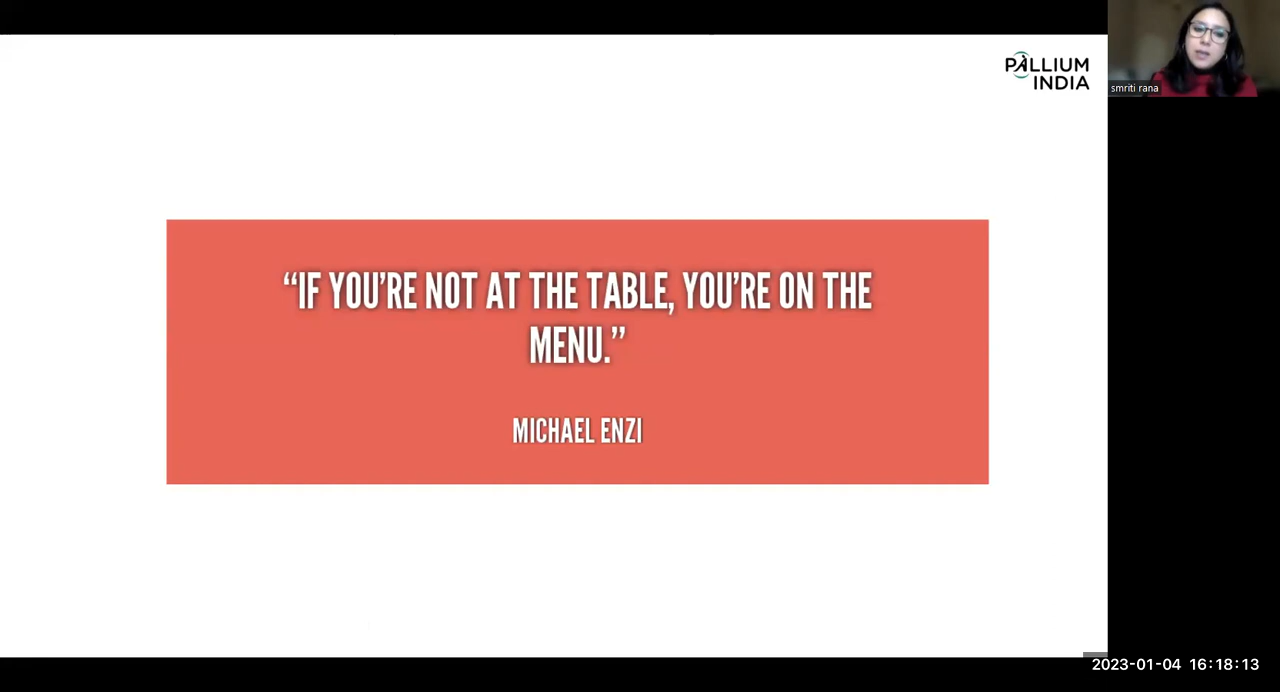 PALLIUM
INDIA
smriti rana
“IF YOU’RE NOT AT THE TABLE, YOU’RE ON THE
MENU.”
MICHAEL ENZI
2023-01-04 16:18:13